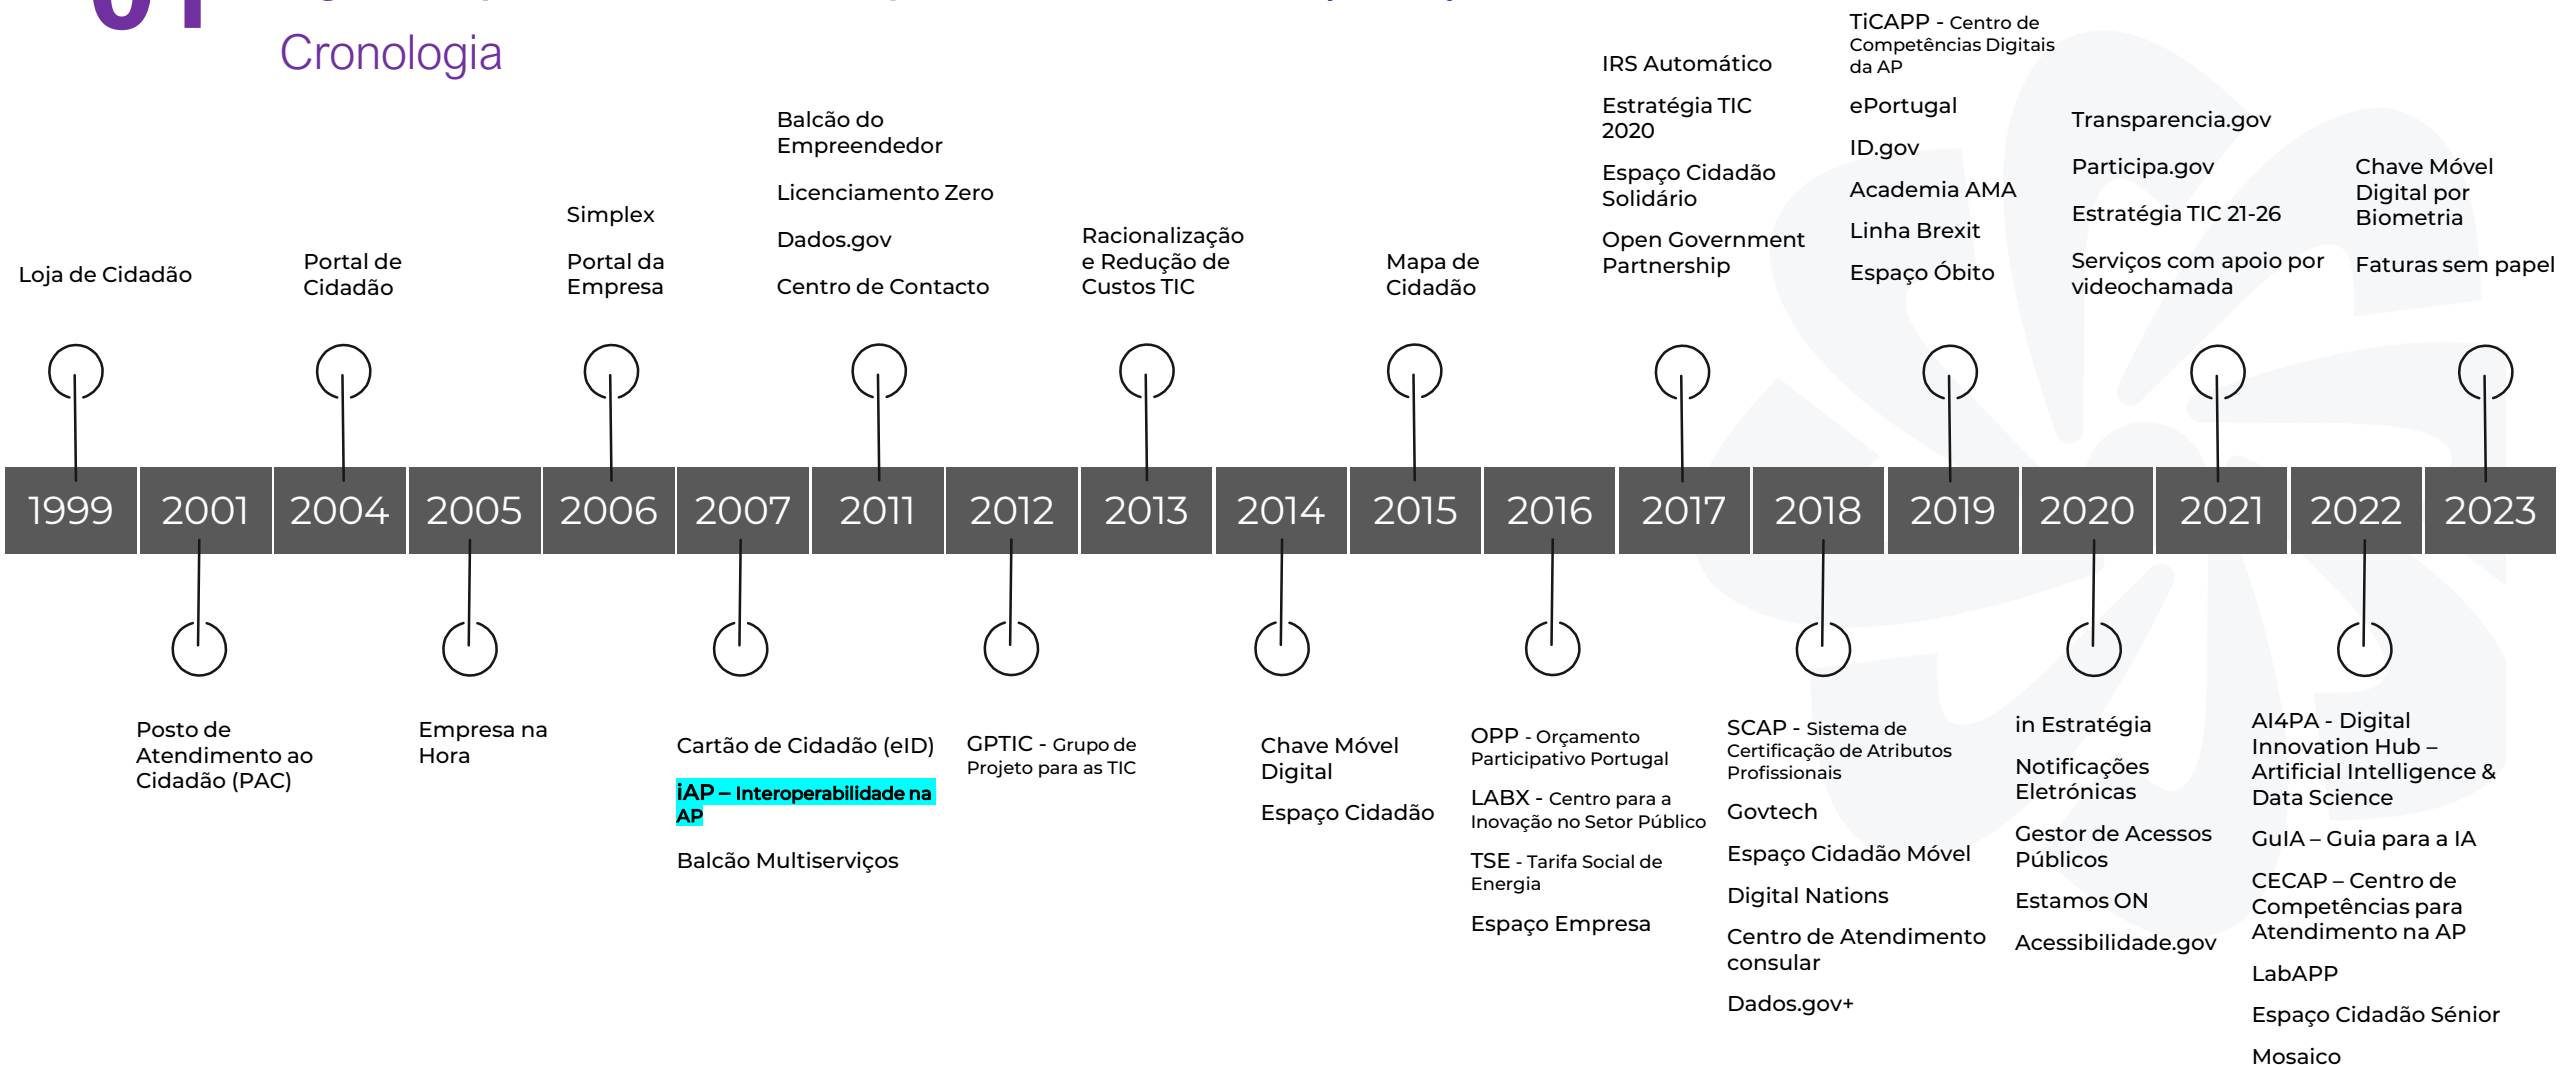 Cronologia
Loja de Cidadão
Portal de
Cidadão
Simplex
Portal da
Empresa
Balcão do
Empreendedor
Licenciamento Zero
Dados.gov
Centro de Contacto
Racionalização
e Redução de
Custos TIC
Mapa de
Cidadão
IRS Automático
Estratégia TIC
2020
Espaço Cidadão
Solidário
Open Government
Partnership
TiCAPP - Centro de
Competências Digitais
da AP
ePortugal
ID.gov
Academia AMA
Linha Brexit
Espaço Óbito
Transparencia.gov
Participa.gov
Estratégia TIC 21-26
Serviços com apoio por
videochamada
Chave Móvel
Digital por
Biometria
Faturas sem papel
1999 2001 2004 2005 2006 2007 2011 2012 2013 2014 2015 2016 2017 2018 2019 2020 2021 2022 2023
Posto de
Atendimento ao
Cidadão (PAC)
Empresa na
Hora
Cartão de Cidadão (eID)
iAP – Interoperabilidade na
AP
Balcão Multiserviços
GPTIC - Grupo de
Projeto para as TIC
Chave Móvel
Digital
Espaço Cidadão
OPP - Orçamento
Participativo Portugal
LABX - Centro para a
Inovação no Setor Público
TSE - Tarifa Social de
Energia
Espaço Empresa
SCAP - Sistema de
Certificação de Atributos
Profissionais
Govtech
Espaço Cidadão Móvel
Digital Nations
Centro de Atendimento
consular
Dados.gov+
in Estratégia
Notificações
Eletrónicas
Gestor de Acessos
Públicos
Estamos ON
Acessibilidade.gov
AI4PA - Digital
Innovation Hub –
Artificial Intelligence &
Data Science
GuIA – Guia para a IA
CECAP – Centro de
Competências para
Atendimento na AP
LabAPP
Espaço Cidadão Sénior
Mosaico